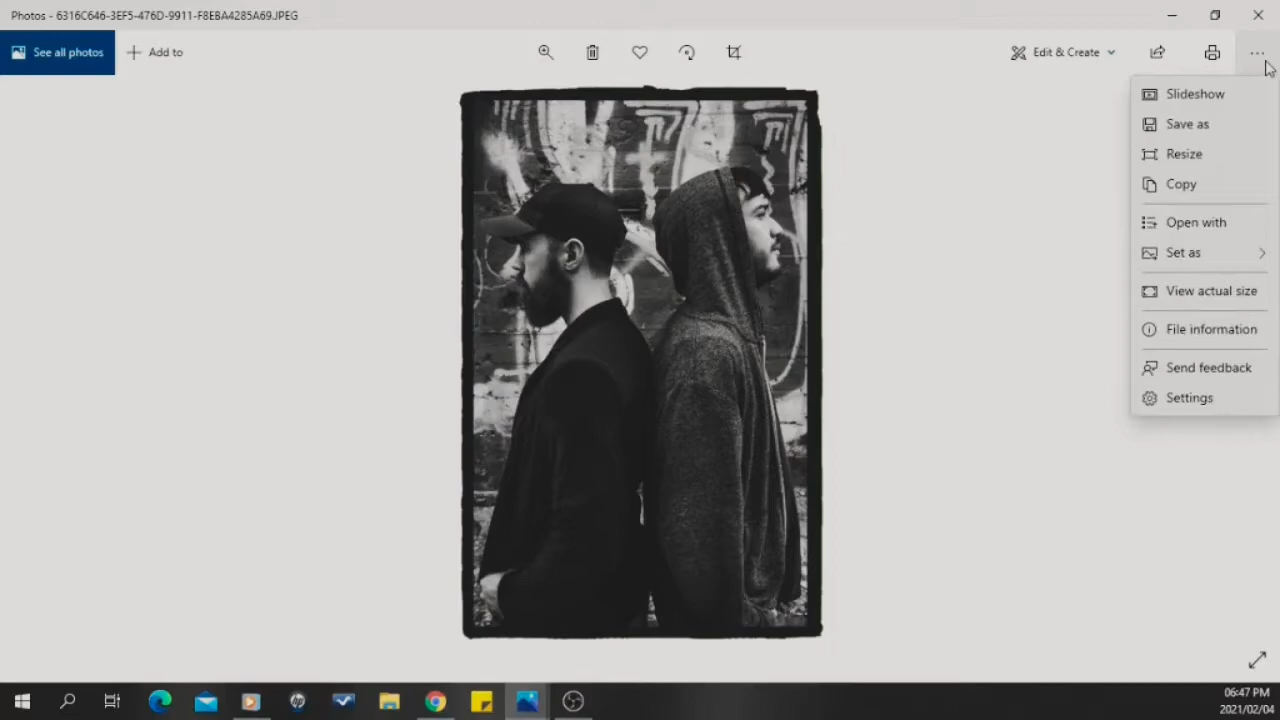 Photos - 6316C646-3EF5-476D-9911-F8EBA4285A69.JPEG
See all photos
Add to
Edit & Create
Slideshow
Save as
Resize
Copy
Open with
Set as
View actual size
File information
Send feedback
Settings
06:47 PM
2021/02/04